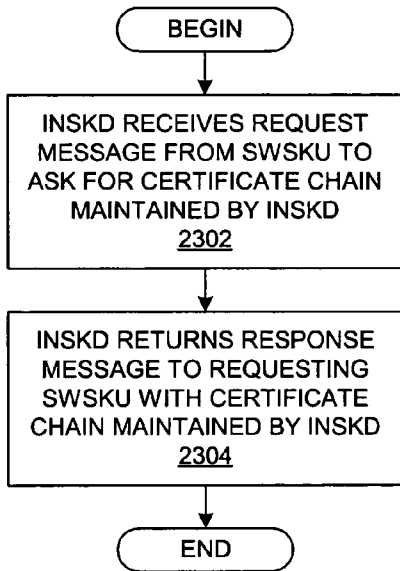 BEGIN
INSKD RECEIVES REQUEST
MESSAGE FROM SWSKU TO
ASK FOR CERTIFICATE CHAIN
MAINTAINED BY INSKD
2302
INSKD RETURNS RESPONSE
MESSAGE TO REQUESTING
SWSKU WITH CERTIFICATE
CHAIN MAINTAINED BY INSKD
2304
END